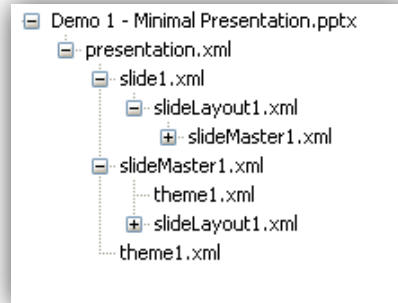 Demo 1 - Minimal Presentation.pptx
presentation.xml
slide1.xml
slideLayout1.xml
slideMaster1.xml
slideMaster1.xml
theme1.xml
slideLayout1.xml
theme1.xml